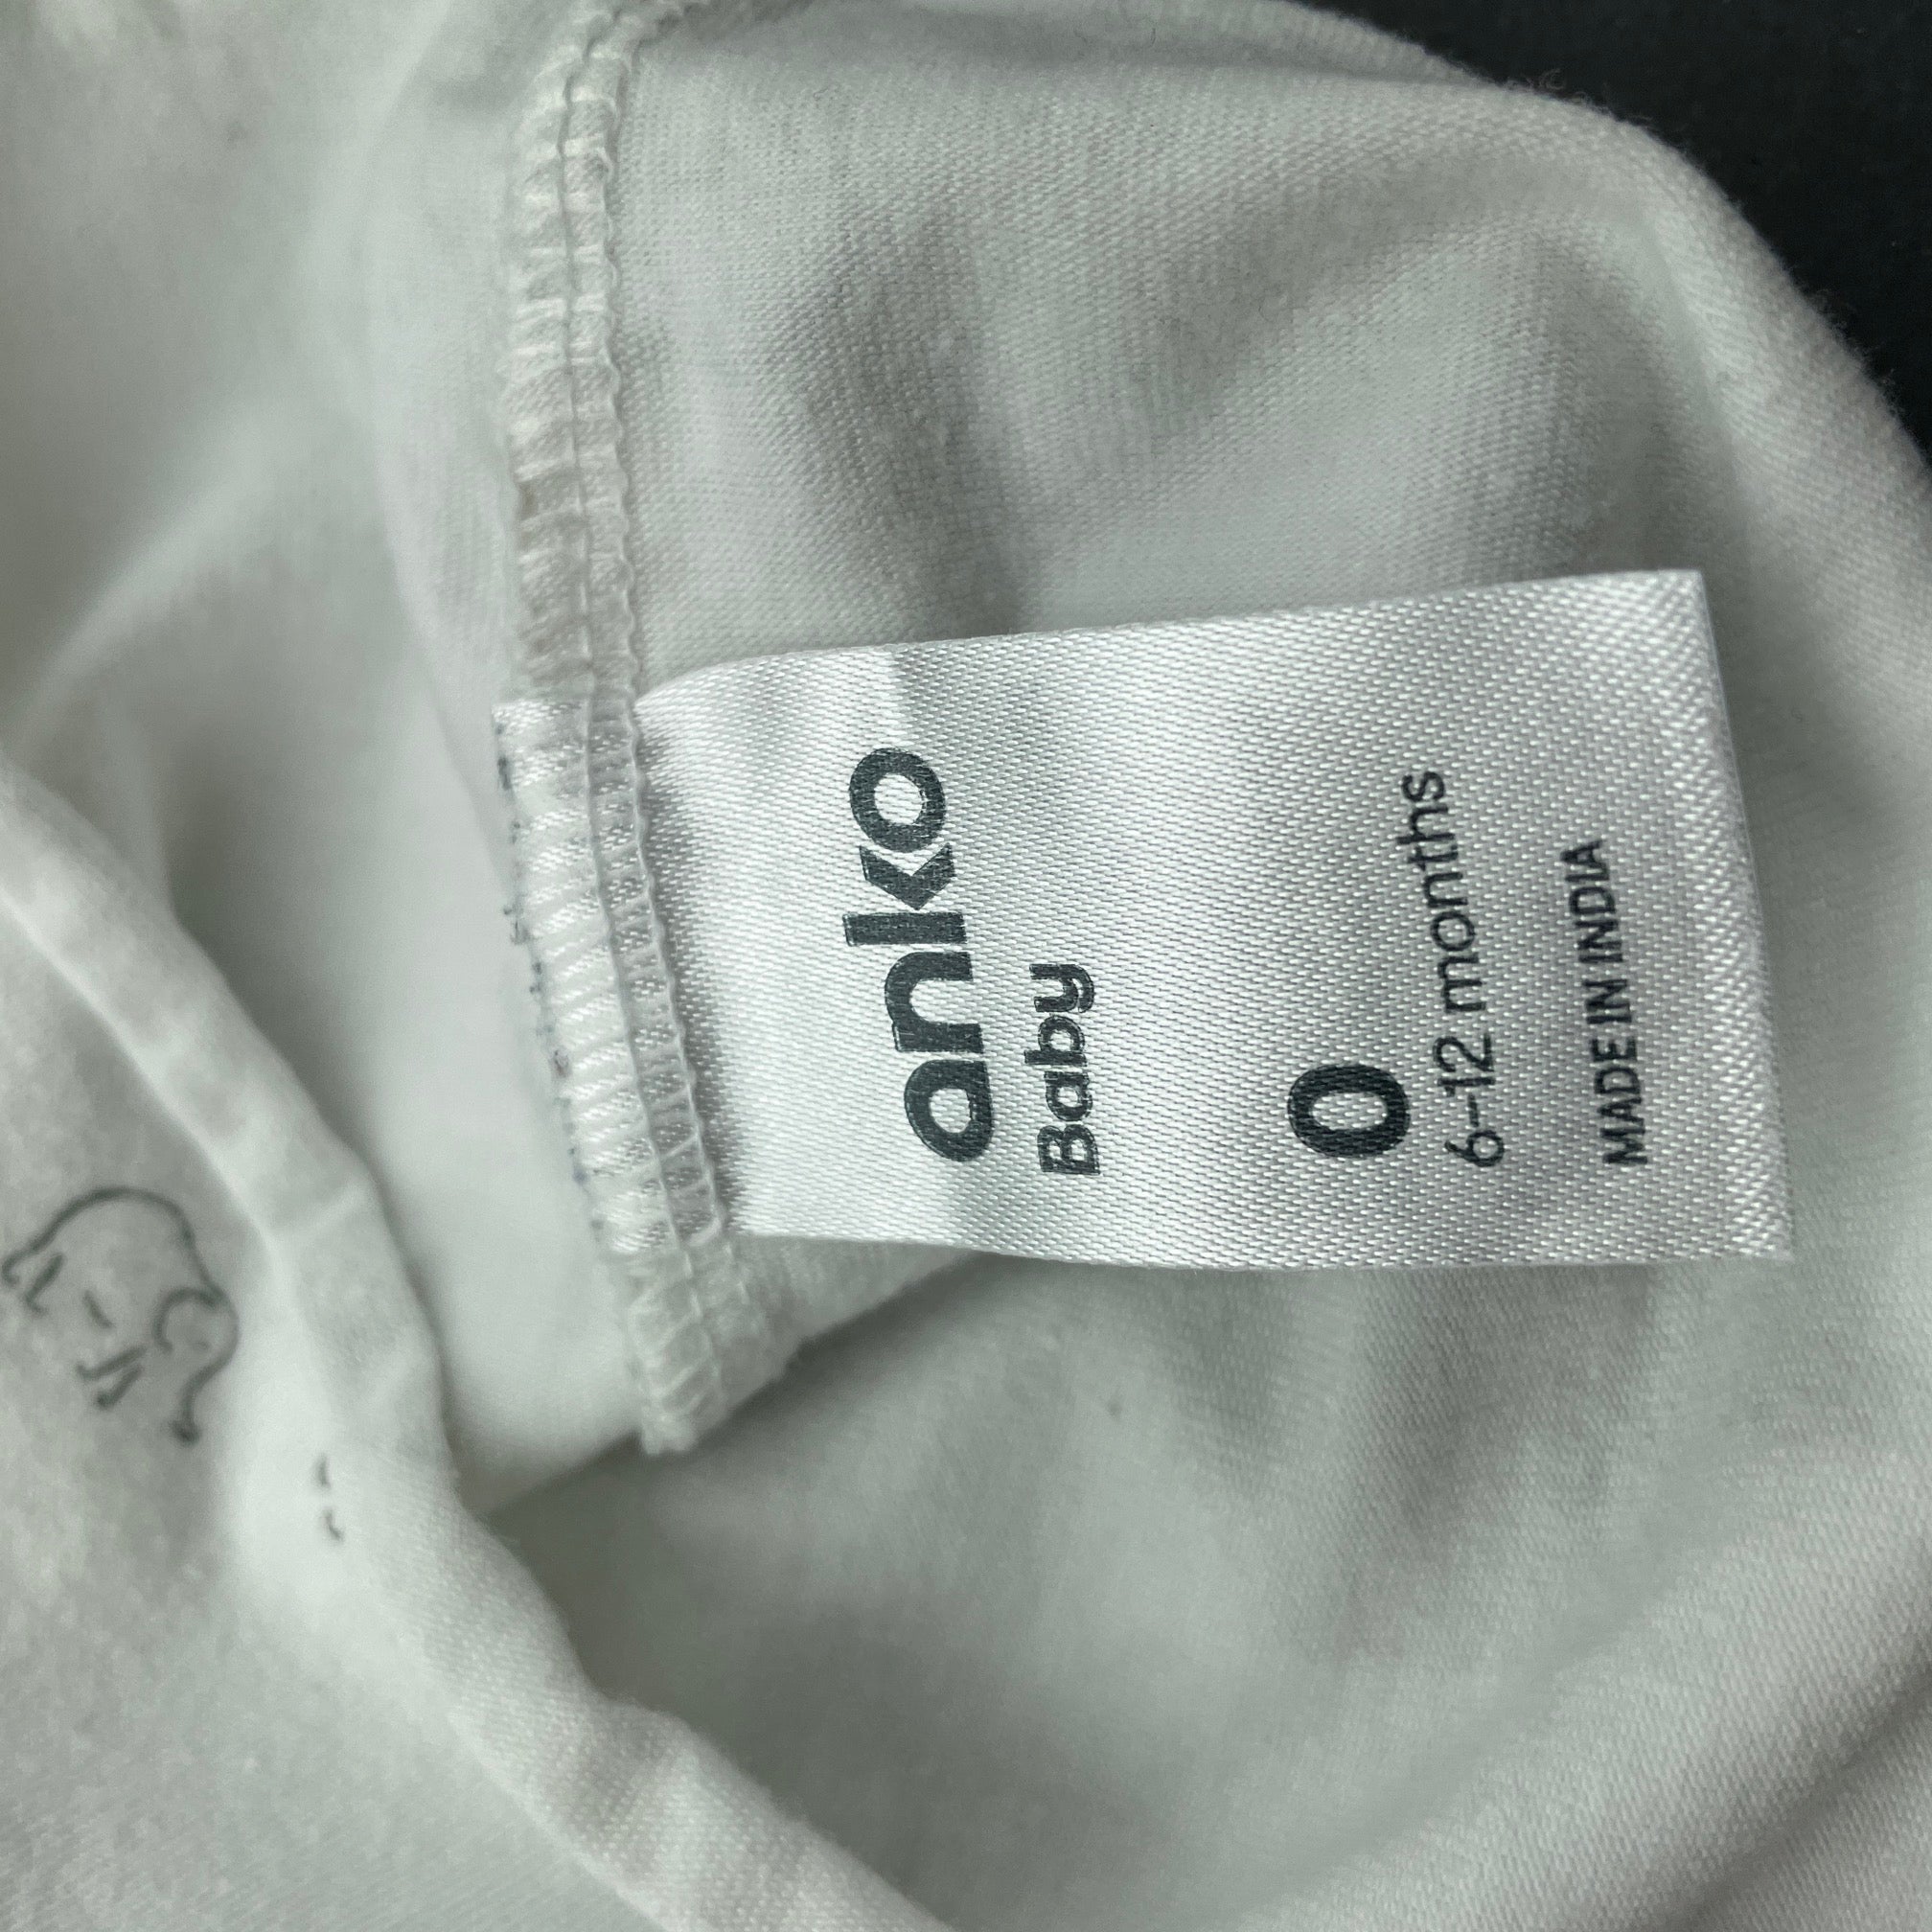 anko
Baby
0
6-12 months
MADE IN INDIA